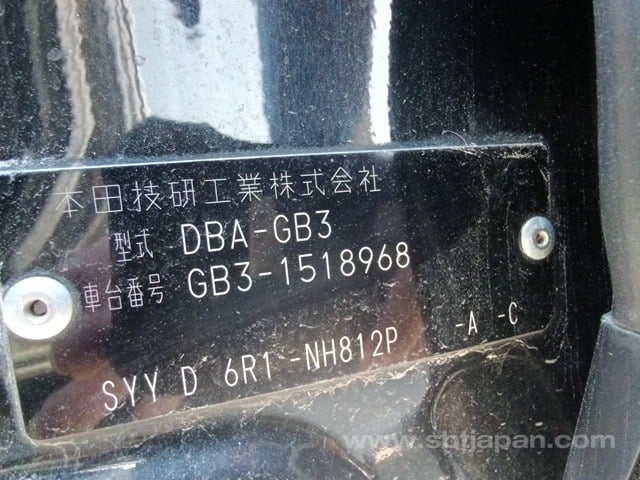 本田技研工業株式会社
型式 DBA-GB3
車台番号 GB3-1518968
SYY D 6R1 -NH812P -A -C
www.sbtjapan.com